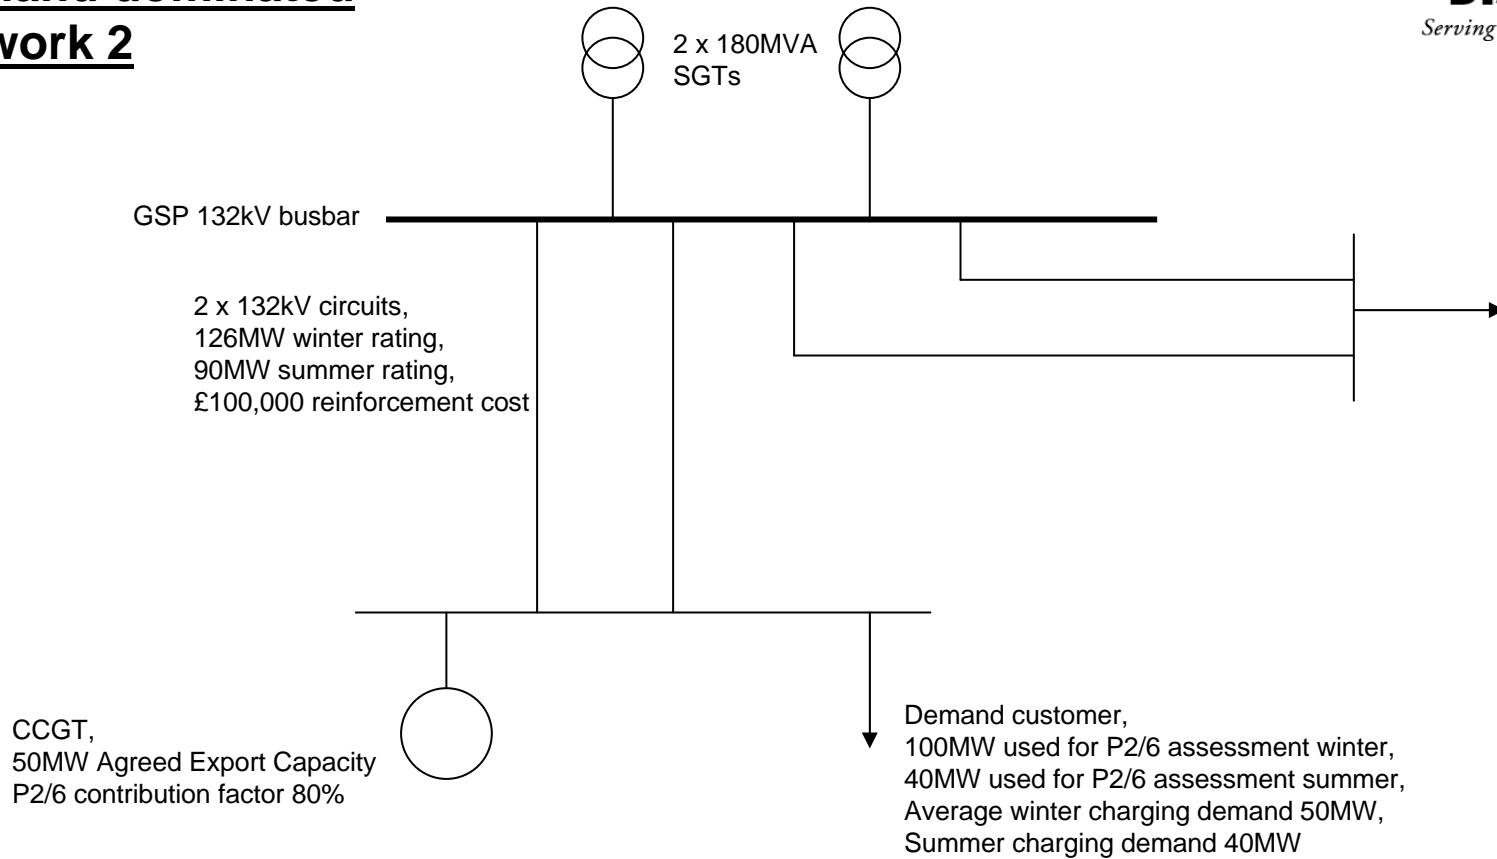 work 2
Serving
2 x 180MVA
SGTs
GSP 132kV busbar
2 x 132kV circuits,
126MW winter rating,
90MW summer rating,
£100,000 reinforcement cost
CCGT,
50MW Agreed Export Capacity
P2/6 contribution factor 80%
Demand customer,
100MW used for P2/6 assessment winter,
40MW used for P2/6 assessment summer,
Average winter charging demand 50MW,
Summer charging demand 40MW